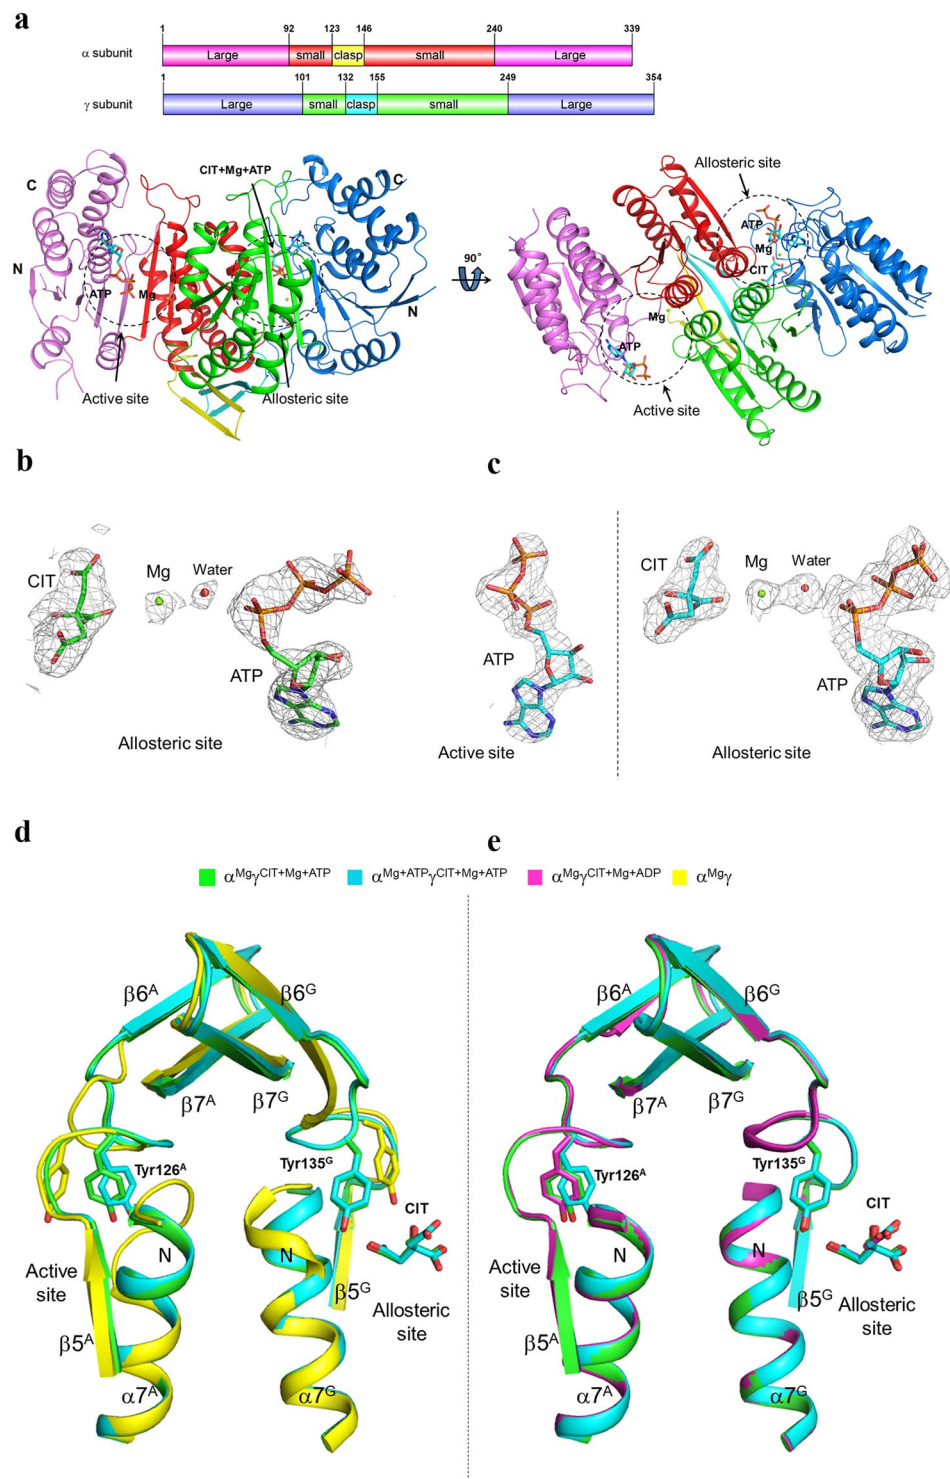 a
1 92 123 146 240 339
α subunit Large small clasp small Large
1 101 132 155 249 354
γ subunit Large small clasp small Large
CIT+Mg+ATP
C
C
N
N
ATP
Mg
Active site
Allosteric site
90°
Allosteric site
ATP
Mg
CIT
Mg
ATP
Active site
b
CIT
Mg
Water
ATP
Allosteric site
c
ATP
Active site
CIT
Mg
Water
ATP
Allosteric site
d
e
α^Mgγ^CIT+Mg+ATP α^Mg+ATPγ^CIT+Mg+ATP α^Mgγ^CIT+Mg+ADP α^Mgγ
β6^A
β6^G
β7^A
β7^G
Tyr126^A
Tyr135^G
CIT
N
N
Active
site
β5^G
Allosteric
site
β5^A
α7^A
α7^G
β6^A
β6^G
β7^A
β7^G
Tyr126^A
Tyr135^G
CIT
N
N
Active
site
β5^G
Allosteric
site
β5^A
α7^A
α7^G